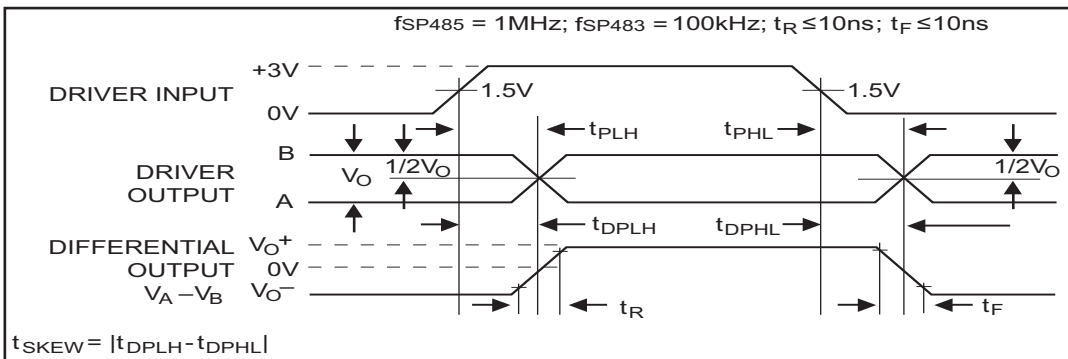 fSP485 = 1MHz; fSP483 = 100kHz; tR ≤10ns; tF ≤10ns
+3V
DRIVER INPUT
1.5V
1.5V
0V
tPLH
tPHL
B
DRIVER
OUTPUT
VO
1/2VO
1/2VO
A
tDPLH
tDPHL
DIFFERENTIAL
OUTPUT
VA –VB
VO+
0V
VO–
tR
tF
tSKEW = |tDPLH - tDPHL|